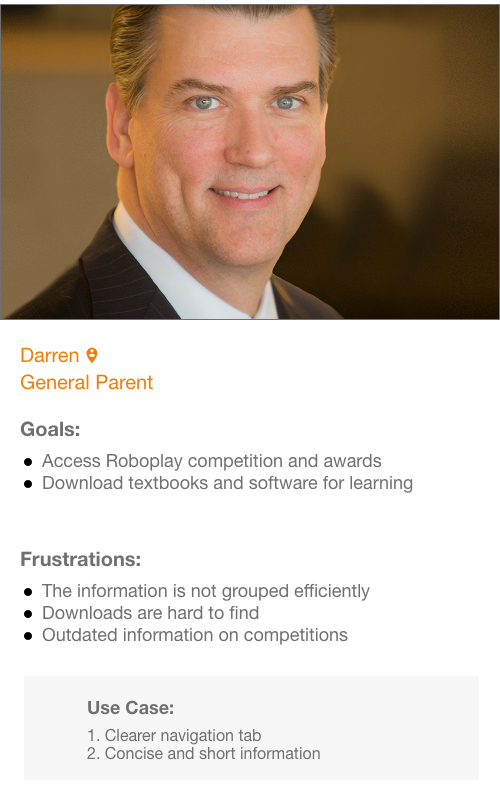 Darren
General Parent
Goals:
Access Roboplay competition and awards
Download textbooks and software for learning
Frustrations:
The information is not grouped efficiently
Downloads are hard to find
Outdated information on competitions
Use Case:
1. Clearer navigation tab
2. Concise and short information